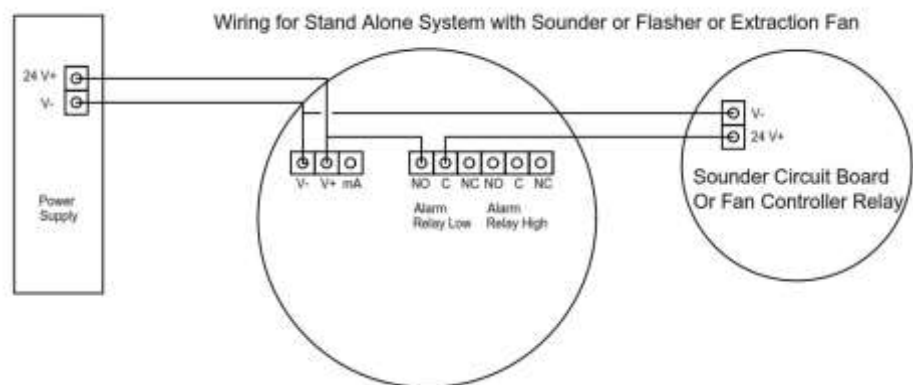 Wiring for Stand Alone System with Sounder or Flasher or Extraction Fan
24 V+
V-
Power
Supply
V- V+ mA
NO C NC NO C NC
Alarm
Relay Low
Alarm
Relay High
V-
24 V+
Sounder Circuit Board
Or Fan Controller Relay